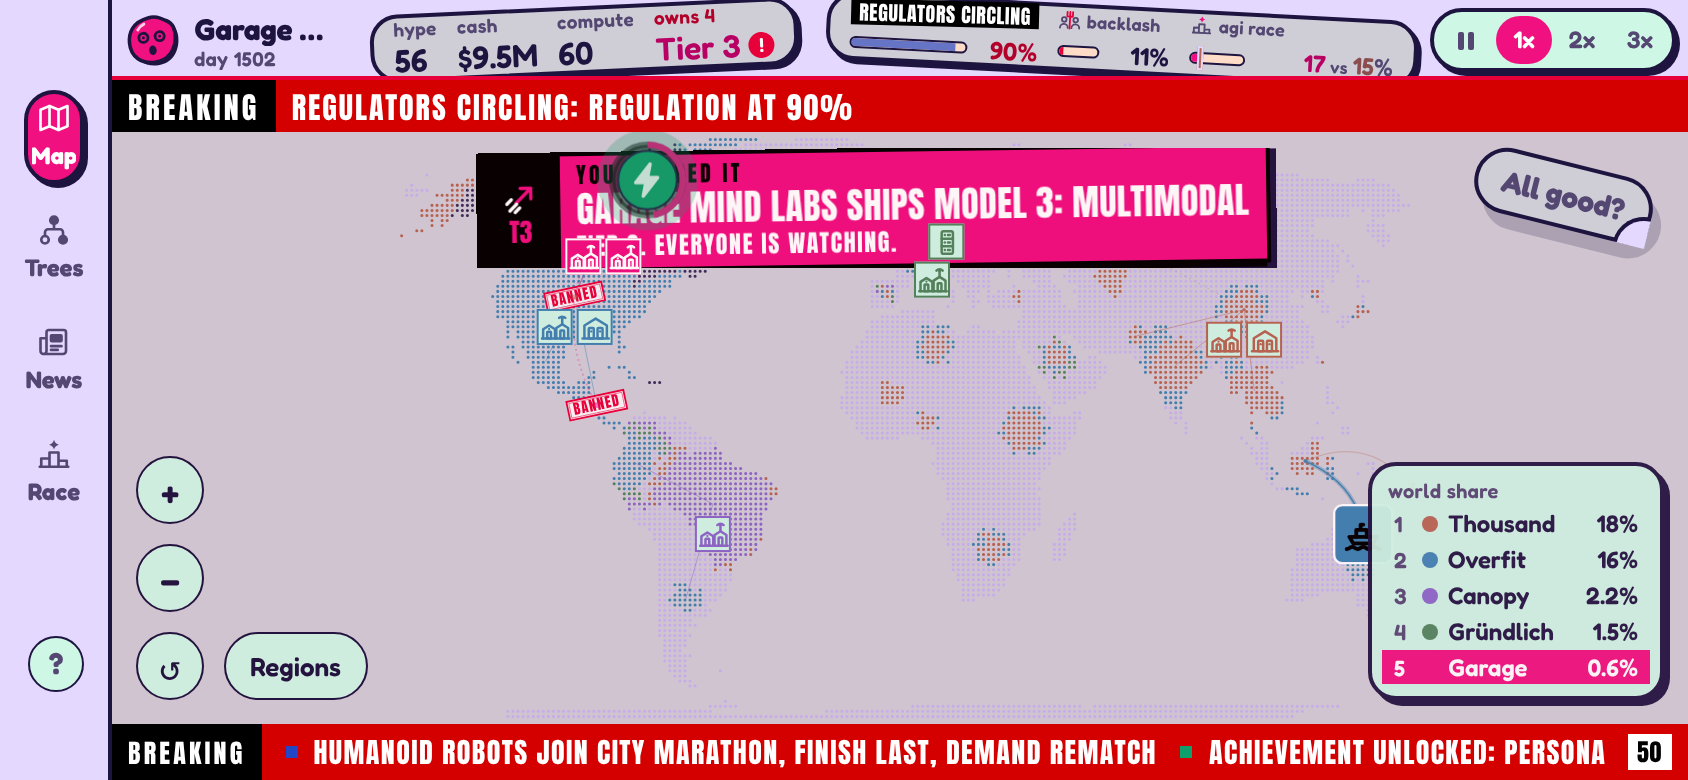 Garage ...
day 1502
hype
56
cash
$9.5M
compute
60
owns 4
Tier 3 !
REGULATORS CIRCLING
90%
backlash
11%
agi race
17 vs 15%
1x
2x
3x
BREAKING
REGULATORS CIRCLING: REGULATION AT 90%
Map
Trees
News
Race
?
T3
MIND LABS SHIPS MODEL 3: MULTIMODAL
EVERYONE IS WATCHING.
All good?
BANNED
BANNED
+
−
↺
Regions
world share
1 Thousand 18%
2 Overfit 16%
3 Canopy 2.2%
4 Gründlich 1.5%
5 Garage 0.6%
BREAKING
HUMANOID ROBOTS JOIN CITY MARATHON, FINISH LAST, DEMAND REMATCH
ACHIEVEMENT UNLOCKED: PERSONA
50